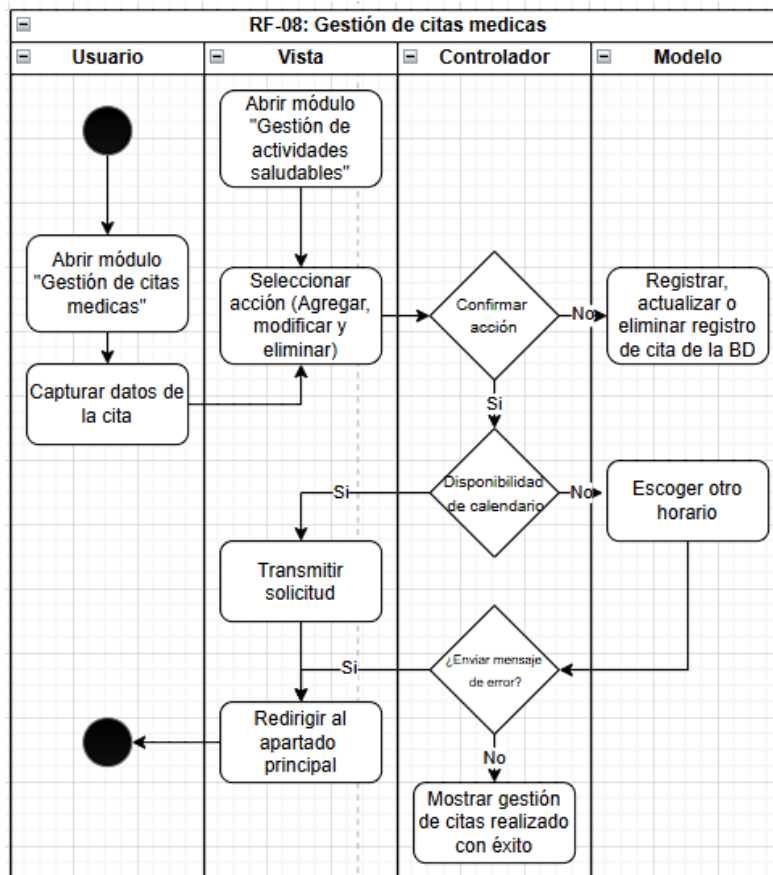 RF-08: Gestión de citas medicas
Usuario
Vista
Controlador
Modelo
Abrir módulo
"Gestión de
actividades
saludables"
Abrir módulo
"Gestión de citas
medicas"
Seleccionar
acción (Agregar,
modificar y
eliminar)
Confirmar
acción
No
Registrar,
actualizar o
eliminar registro
de cita de la BD
Capturar datos de
la cita
Si
Disponibilidad
de calendario
Si
No
Escoger otro
horario
Transmitir
solicitud
¿Enviar mensaje
de error?
Si
Redirigir al
apartado
principal
No
Mostrar gestión
de citas realizado
con éxito